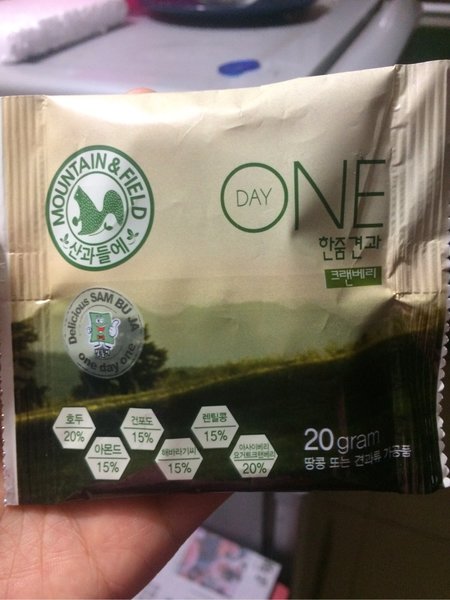 MOUNTAIN & FIELD
산과들에
DAY
ONE
한줌견과
크랜베리
Delicious SAM BU JA
one day one
호두
20%
건포도
15%
렌틸콩
15%
아몬드
15%
해바라기씨
15%
아사이베리
요거트크랜베리
20%
20 gram
땅콩 또는 견과류 가공품